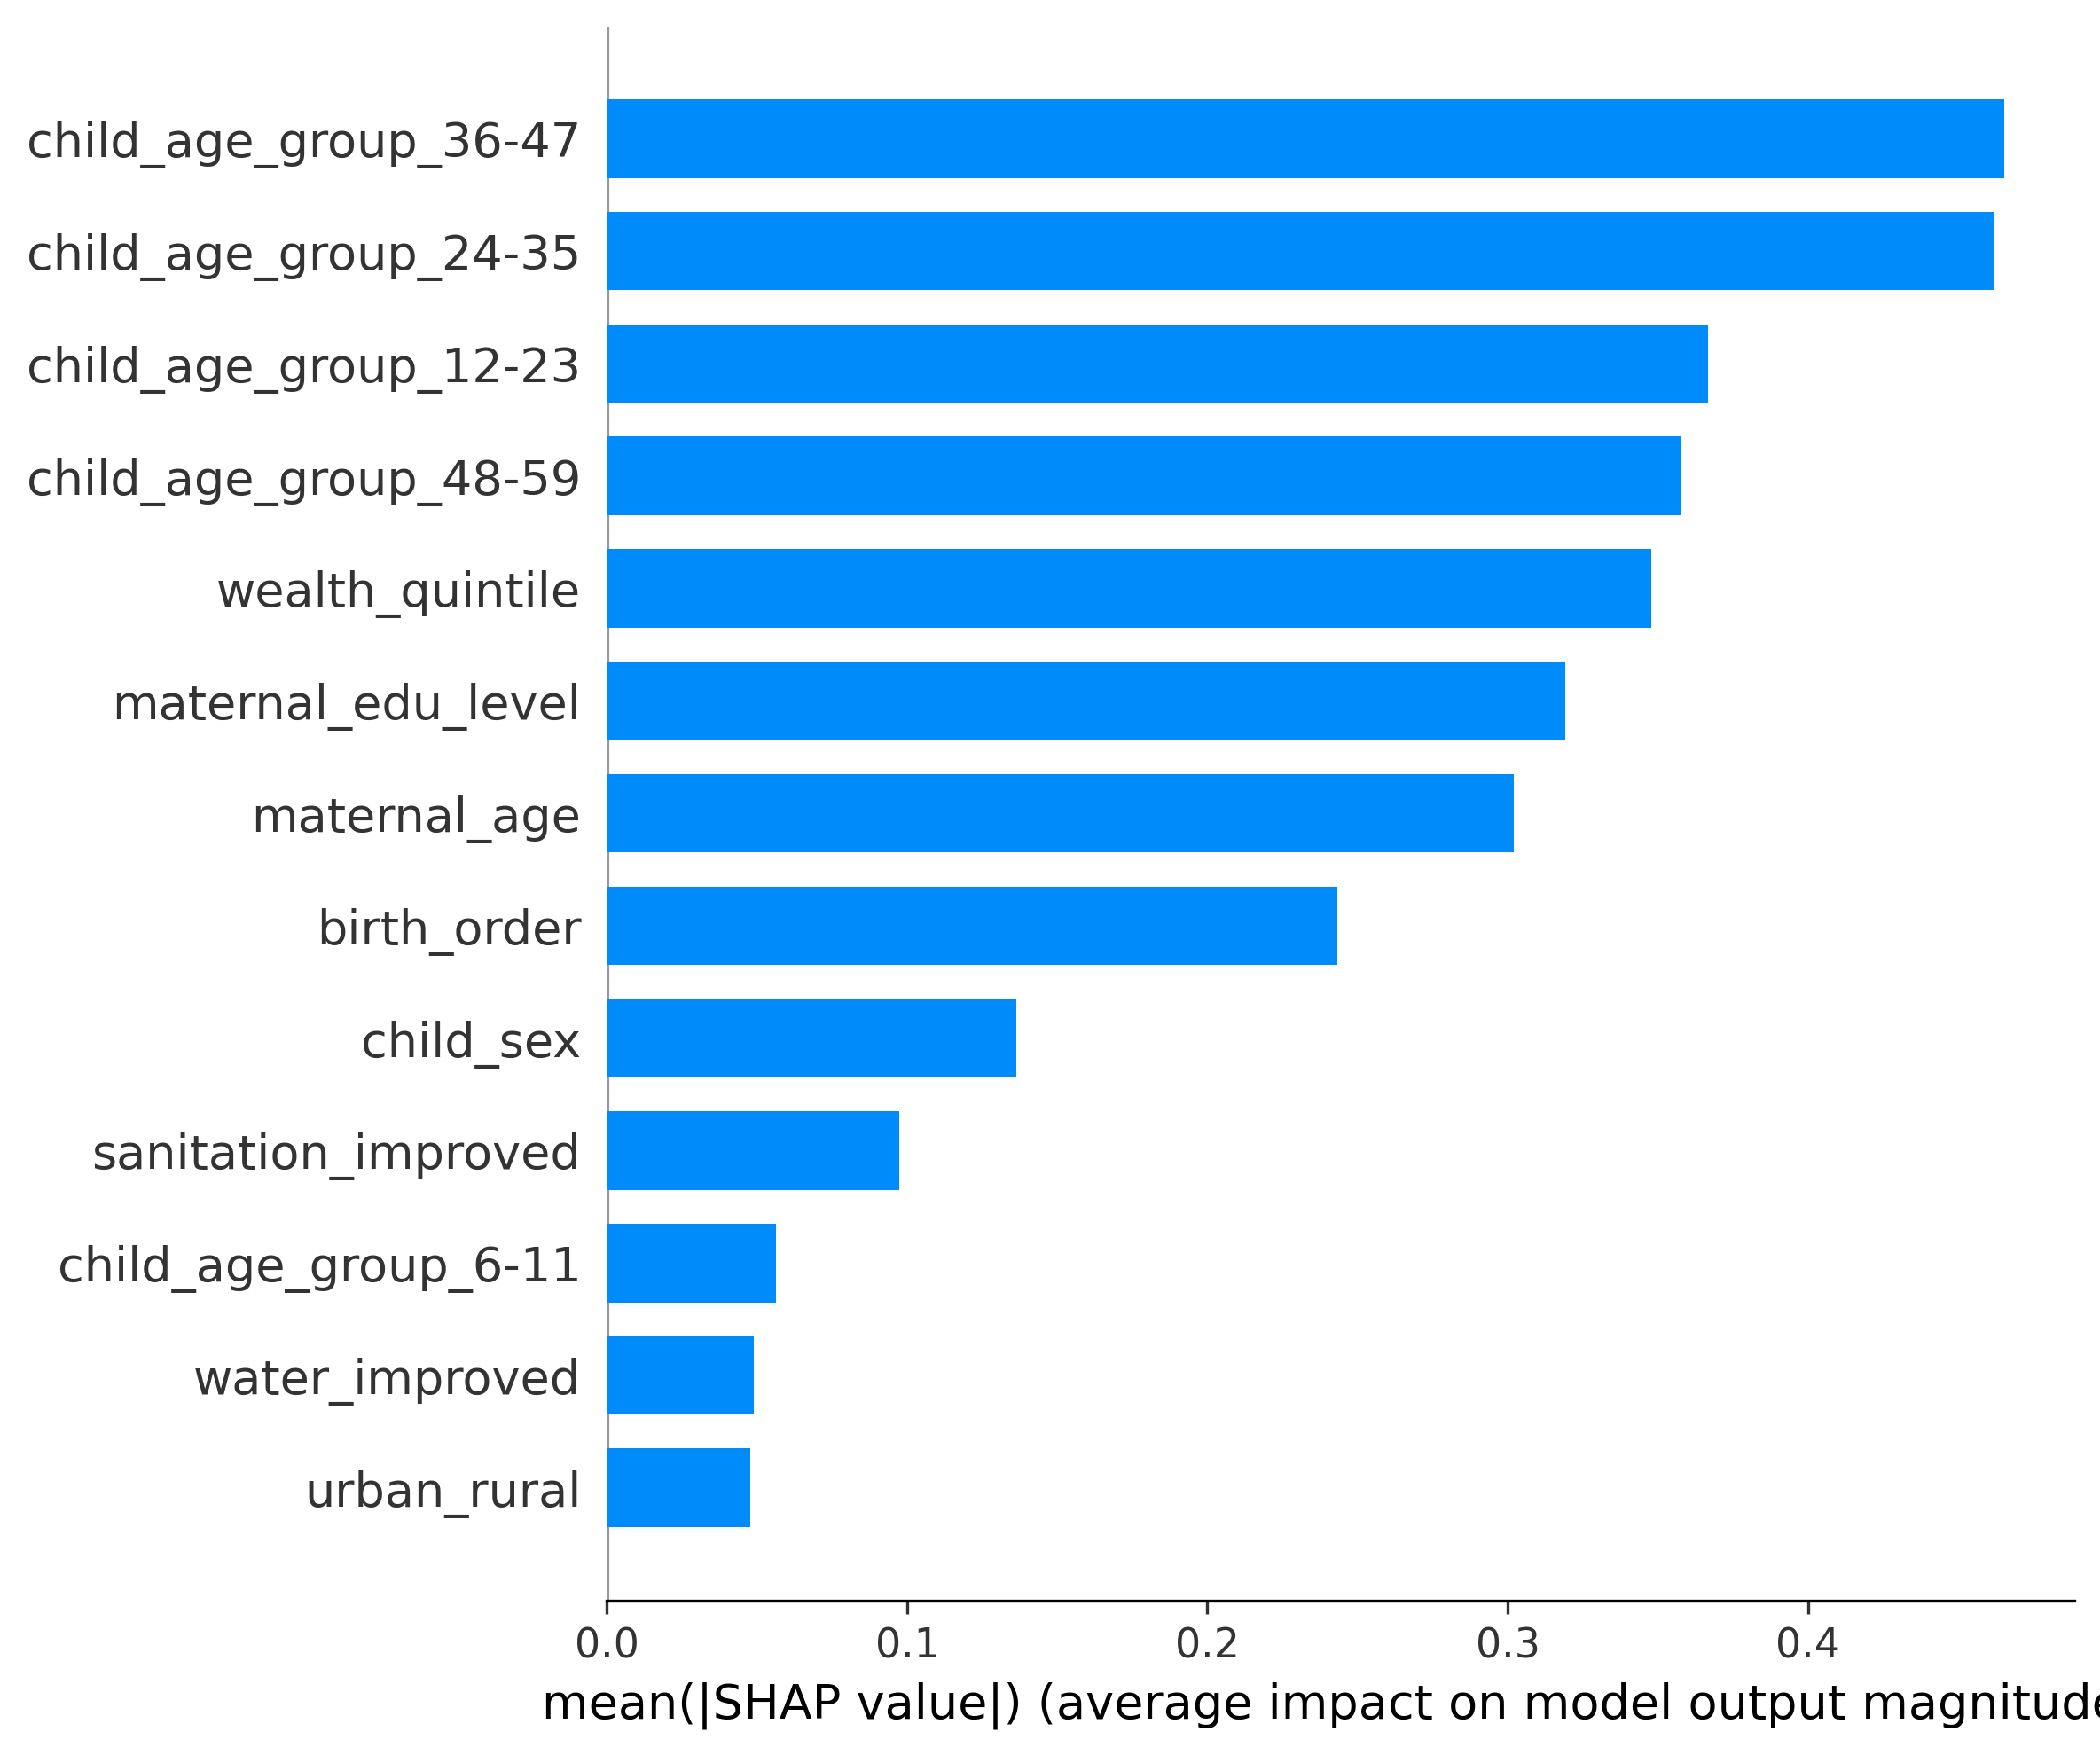 child_age_group_36-47
child_age_group_24-35
child_age_group_12-23
child_age_group_48-59
wealth_quintile
maternal_edu_level
maternal_age
birth_order
child_sex
sanitation_improved
child_age_group_6-11
water_improved
urban_rural
0.0 0.1 0.2 0.3 0.4
mean(|SHAP value|) (average impact on model output magnitude